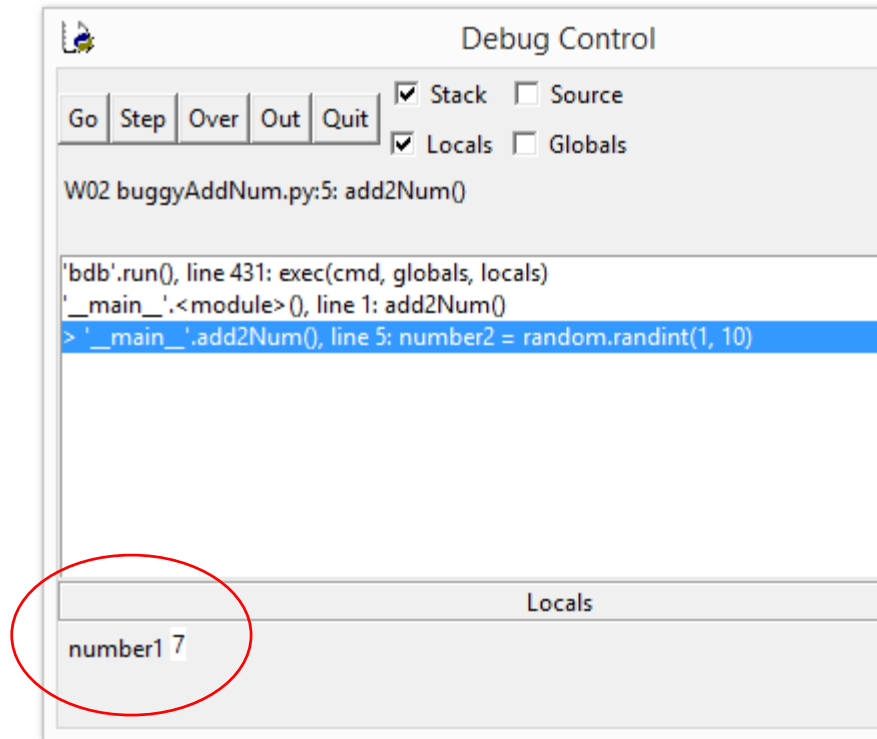 Debug Control
Go Step Over Out Quit
Stack Source
Locals Globals
W02 buggyAddNum.py:5: add2Num()
'bdb'.run(), line 431: exec(cmd, globals, locals)
'__main__'.<module>(), line 1: add2Num()
> '__main__'.add2Num(), line 5: number2 = random.randint(1, 10)
Locals
number1 7